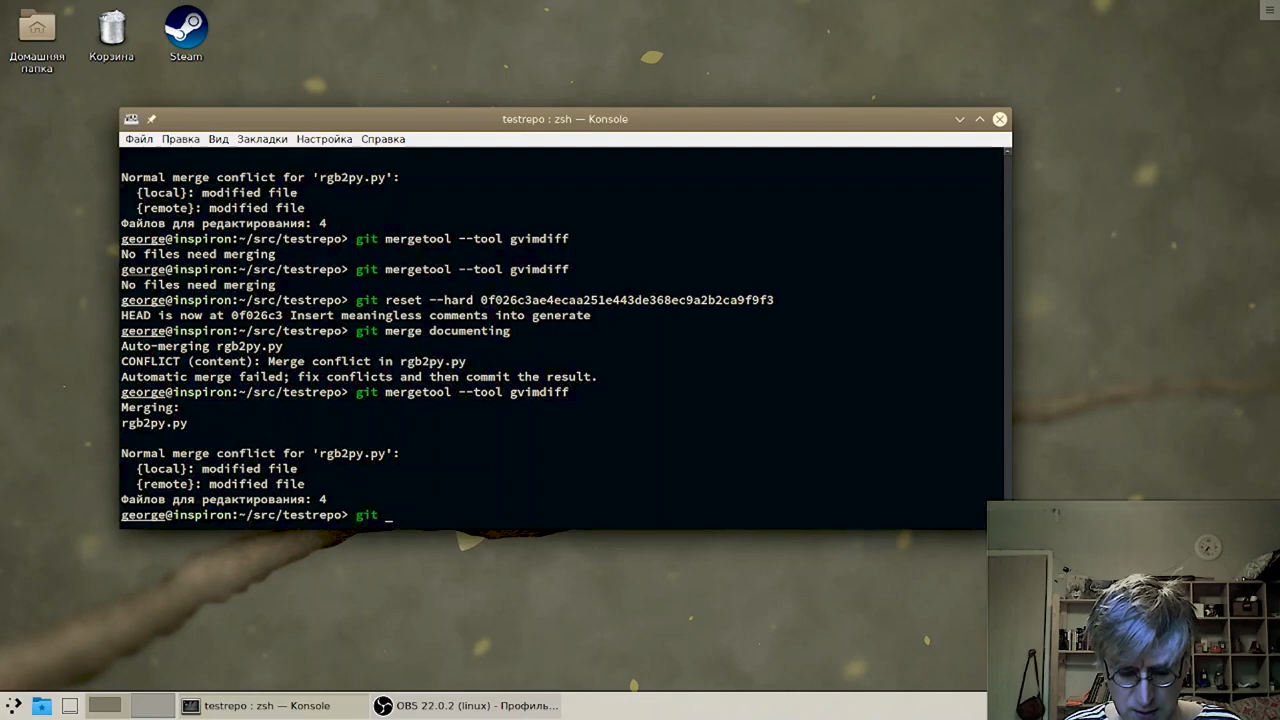 Домашняя папка
Корзина
Steam
testrepo : zsh — Konsole
Файл Правка Вид Закладки Настройка Справка
Normal merge conflict for 'rgb2py.py':
{local}: modified file
{remote}: modified file
Файлов для редактирования: 4
george@inspiron:~/src/testrepo> git mergetool --tool gvimdiff
No files need merging
george@inspiron:~/src/testrepo> git mergetool --tool gvimdiff
No files need merging
george@inspiron:~/src/testrepo> git reset --hard 0f026c3ae4ecaa251e443de368ec9a2b2ca9f9f3
HEAD is now at 0f026c3 Insert meaningless comments into generate
george@inspiron:~/src/testrepo> git merge documenting
Auto-merging rgb2py.py
CONFLICT (content): Merge conflict in rgb2py.py
Automatic merge failed; fix conflicts and then commit the result.
george@inspiron:~/src/testrepo> git mergetool --tool gvimdiff
Merging:
rgb2py.py
Normal merge conflict for 'rgb2py.py':
{local}: modified file
{remote}: modified file
Файлов для редактирования: 4
george@inspiron:~/src/testrepo> git _
testrepo : zsh — Konsole
OBS 22.0.2 (linux) - Профиль...